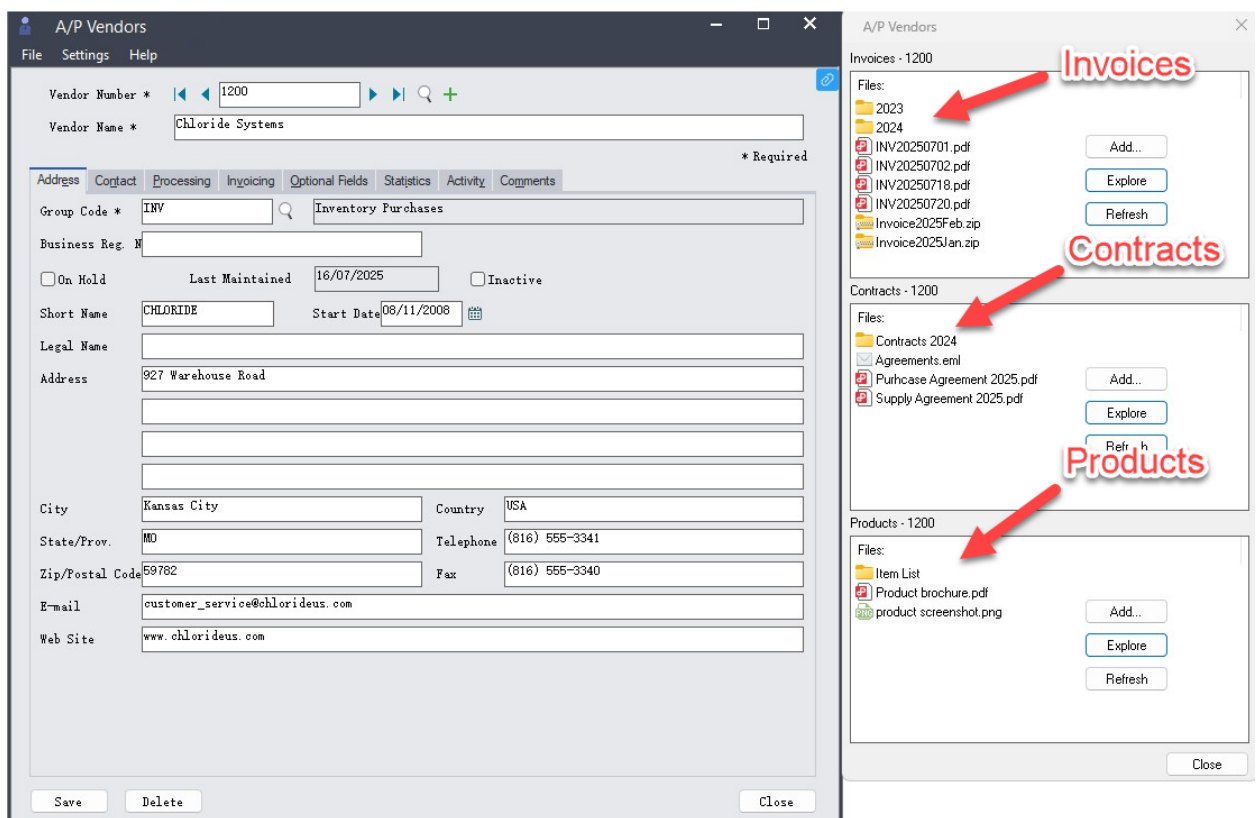 A/P Vendors
File Settings Help
Vendor Number * 1200
Vendor Name * Chloride Systems
* Required
Address Contact Processing Invoicing Optional Fields Statistics Activity Comments
Group Code * INV Inventory Purchases
Business Reg. N
On Hold Last Maintained 16/07/2025 Inactive
Short Name CHLORIDE Start Date 08/11/2008
Legal Name
Address 927 Warehouse Road
City Kansas City Country USA
State/Prov. MO Telephone (816) 555-3341
Zip/Postal Code 59782 Fax (816) 555-3340
E-mail customer_service@chlorideus.com
Web Site www.chlorideus.com
Save Delete Close
A/P Vendors
Invoices - 1200
Invoices
Files:
2023
2024
INV20250701.pdf Add...
INV20250702.pdf
INV20250718.pdf Explore
INV20250720.pdf
Invoice2025Feb.zip Refresh
Invoice2025Jan.zip
Contracts
Contracts - 1200
Files:
Contracts 2024
Agreements.eml
Purhcase Agreement 2025.pdf Add...
Supply Agreement 2025.pdf
Explore
Products
Products - 1200
Files:
Item List
Product brochure.pdf
product screenshot.png Add...
Explore
Refresh
Close